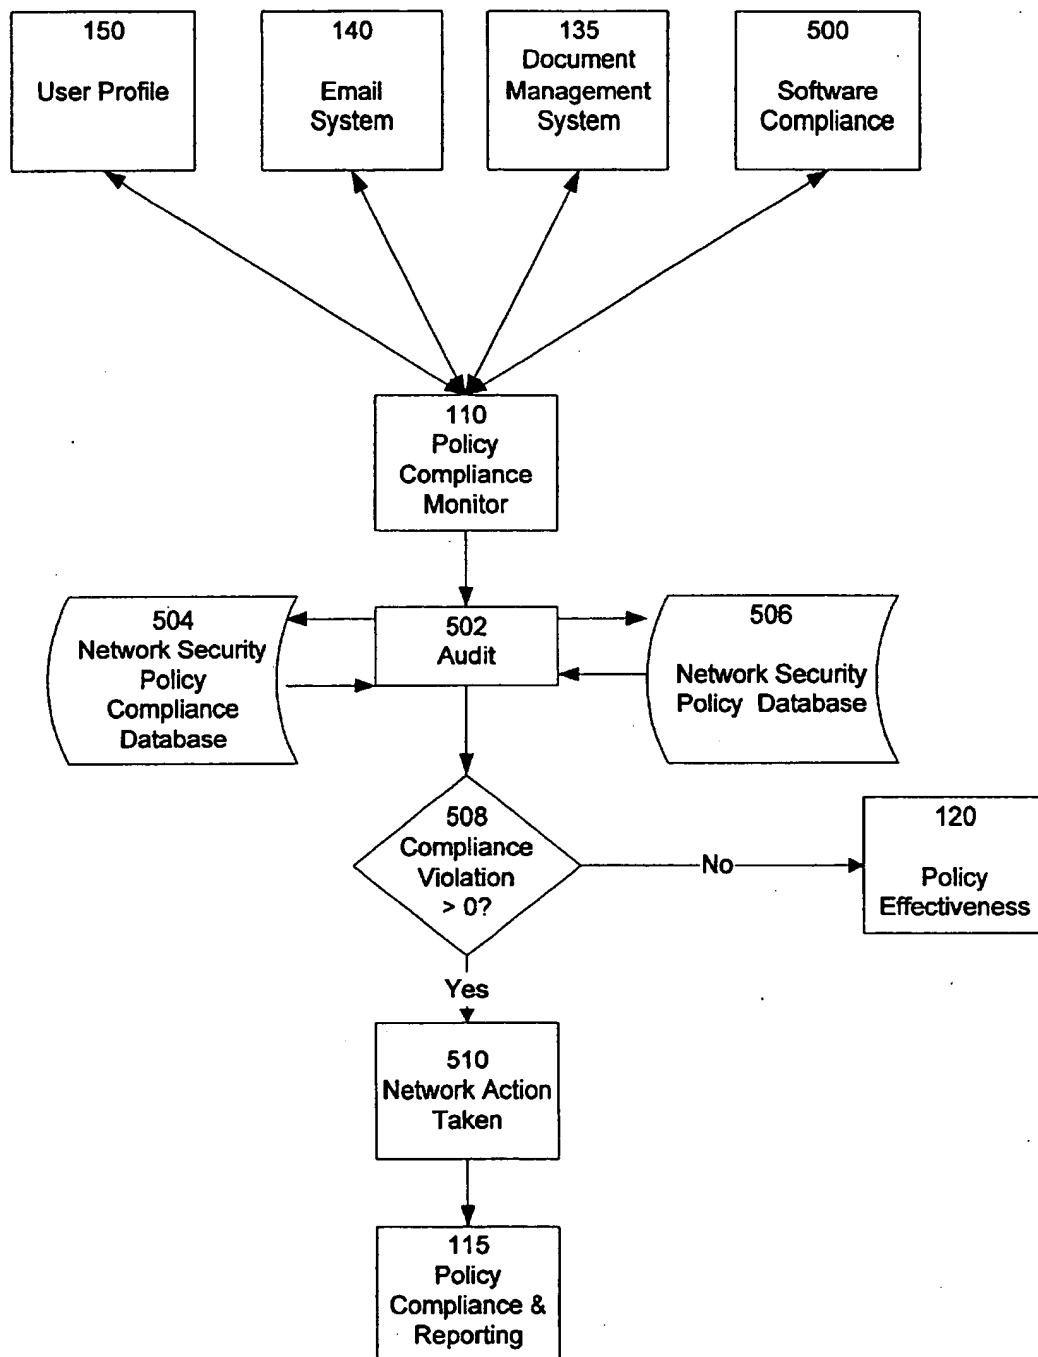 150
User Profile
140
Email
System
135
Document
Management
System
500
Software
Compliance
110
Policy
Compliance
Monitor
504
Network Security
Policy
Compliance
Database
502
Audit
506
Network Security
Policy Database
508
Compliance
Violation
> 0?
No
120
Policy
Effectiveness
Yes
510
Network Action
Taken
115
Policy
Compliance &
Reporting